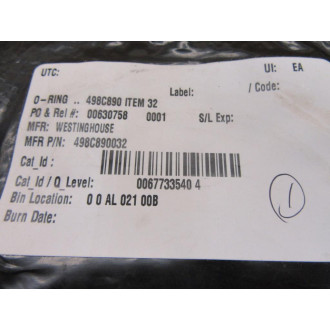 UTC:
UI: EA
Label:
/ Code:
O-RING .. 498C890 ITEM 32
PO & Rel #: 00630758 0001
S/L Exp:
MFR: WESTINGHOUSE
MFR P/N: 498C890032
Cat_Id :
Cat_Id / Q_Level: 0067733540 4
Bin Location: 0 0 AL 021 00B
Burn Date:
1